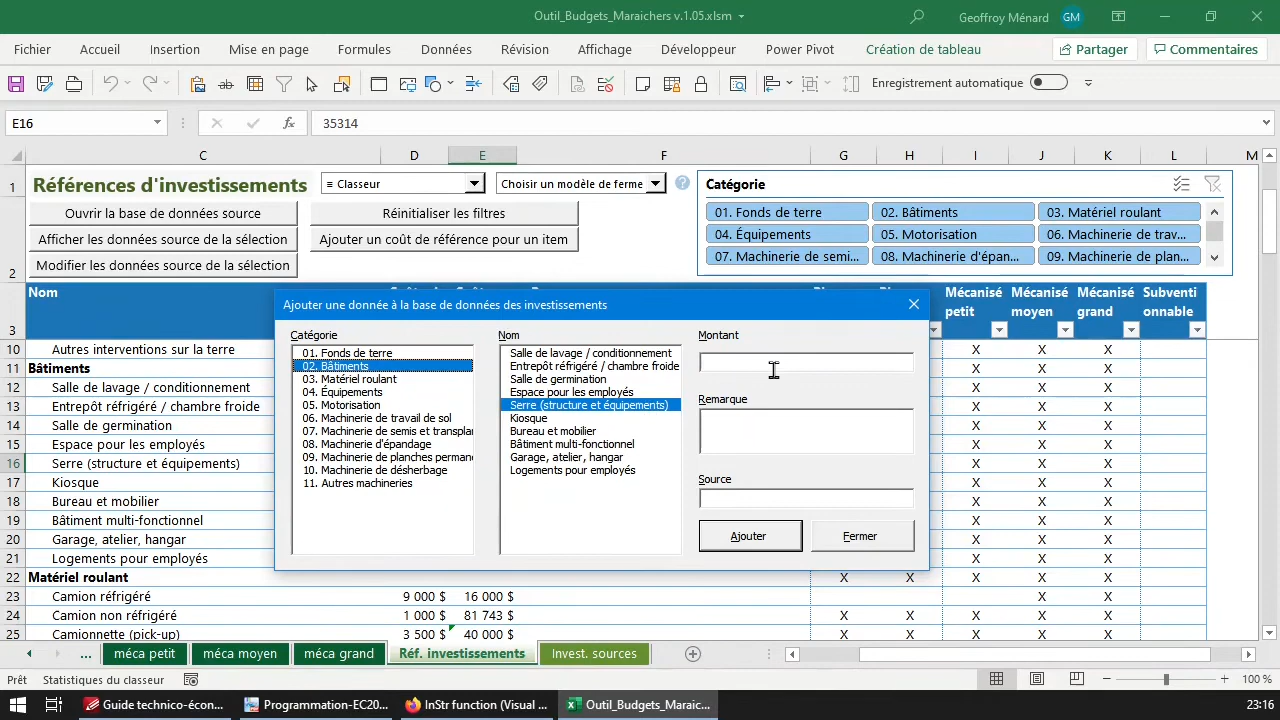 Outil_Budgets_Maraichers v.1.05.xlsm
Geoffroy Ménard
GM
Fichier Accueil Insertion Mise en page Formules Données Révision Affichage Développeur Power Pivot Création de tableau Partager Commentaires
Enregistrement automatique
E16 fx 35314
C D E F G H I J K L M
1 Références d'investissements
≡ Classeur
Choisir un modèle de ferme
?
Ouvrir la base de données source
Réinitialiser les filtres
Afficher les données source de la sélection
Ajouter un coût de référence pour un item
2 Modifier les données source de la sélection
Catégorie
01. Fonds de terre 02. Bâtiments 03. Matériel roulant
04. Équipements 05. Motorisation 06. Machinerie de trav...
07. Machinerie de semi... 08. Machinerie d'épan... 09. Machinerie de plan...
3 Nom
Mécanisé petit
Mécanisé moyen
Mécanisé grand
Subventi onnable
10 Autres interventions sur la terre X X X
11 Bâtiments X X X
12 Salle de lavage / conditionnement X X X
13 Entrepôt réfrigéré / chambre froide X X X
14 Salle de germination X X X
15 Espace pour les employés X X X
16 Serre (structure et équipements) X X X
17 Kiosque X X X
18 Bureau et mobilier X X X
19 Bâtiment multi-fonctionnel X X X
20 Garage, atelier, hangar X X X
21 Logements pour employés X X X
22 Matériel roulant X X X X X
23 Camion réfrigéré 9 000 $ 16 000 $ X X
24 Camion non réfrigéré 1 000 $ 81 743 $ X X X X X
25 Camionnette (pick-up) 3 500 $ 40 000 $ X X X X X
Ajouter une donnée à la base de données des investissements
Catégorie
01. Fonds de terre
02. Bâtiments
03. Matériel roulant
04. Équipements
05. Motorisation
06. Machinerie de travail de sol
07. Machinerie de semis et transplan
08. Machinerie d'épandage
09. Machinerie de planches perman
10. Machinerie de désherbage
11. Autres machineries
Nom
Salle de lavage / conditionnement
Entrepôt réfrigéré / chambre froide
Salle de germination
Espace pour les employés
Serre (structure et équipements)
Kiosque
Bureau et mobilier
Bâtiment multi-fonctionnel
Garage, atelier, hangar
Logements pour employés
Montant
Remarque
Source
Ajouter
Fermer
... méca petit méca moyen méca grand Réf. investissements Invest. sources
Prêt Statistiques du classeur 100 %
Guide technico-écon... Programmation-EC20... InStr function (Visual ... Outil_Budgets_Maraic... 23:16